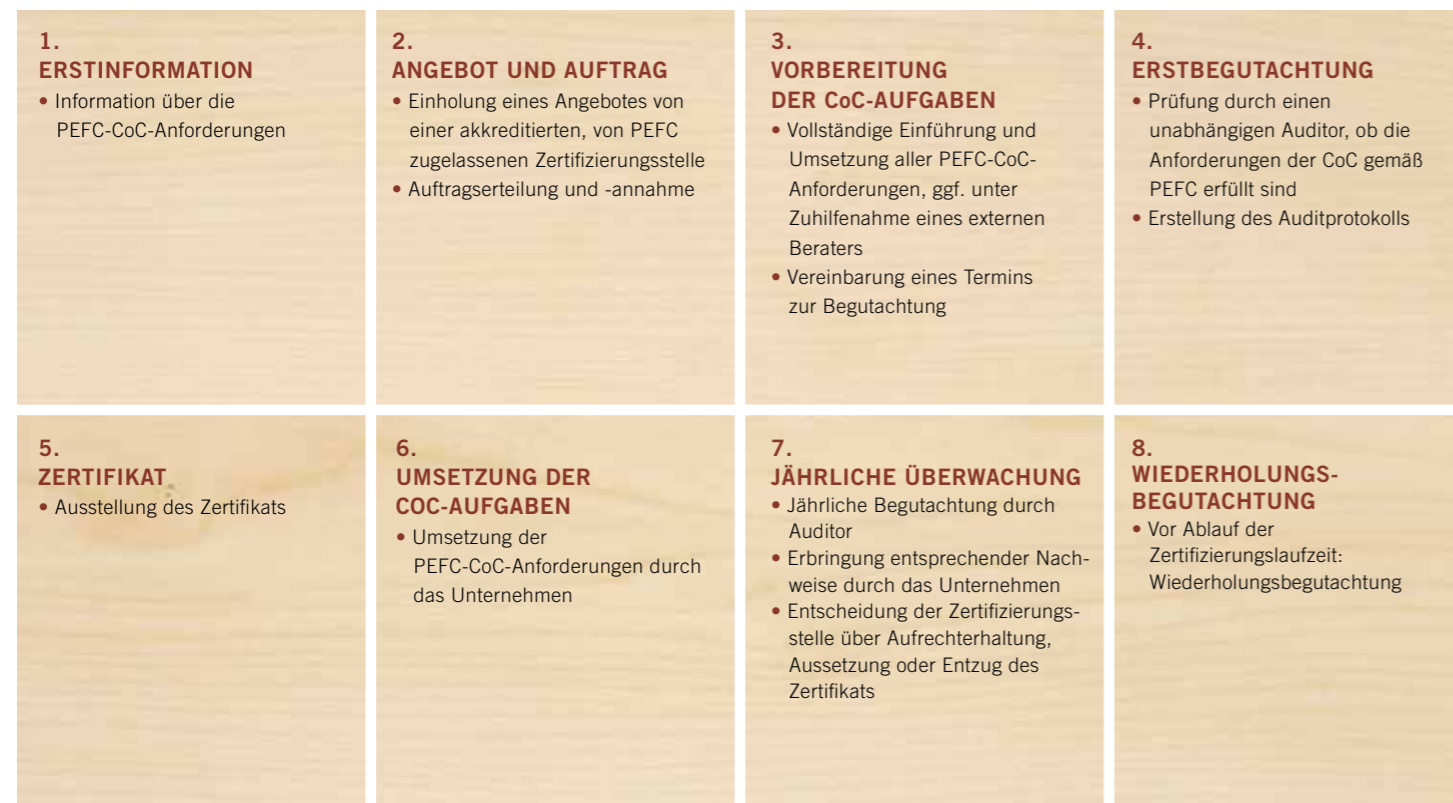 1.
ERSTINFORMATION
• Information über die
PEFC-CoC-Anforderungen
2.
ANGEBOT UND AUFTRAG
• Einholung eines Angebotes von
einer akkreditierten, von PEFC
zugelassenen Zertifizierungsstelle
• Auftragserteilung und -annahme
3.
VORBEREITUNG
DER CoC-AUFGABEN
• Vollständige Einführung und
Umsetzung aller PEFC-CoC-
Anforderungen, ggf. unter
Zuhilfenahme eines externen
Beraters
• Vereinbarung eines Termins
zur Begutachtung
4.
ERSTBEGUTACHTUNG
• Prüfung durch einen
unabhängigen Auditor, ob die
Anforderungen der CoC gemäß
PEFC erfüllt sind
• Erstellung des Auditprotokolls
5.
ZERTIFIKAT
• Ausstellung des Zertifikats
6.
UMSETZUNG DER
COC-AUFGABEN
• Umsetzung der
PEFC-CoC-Anforderungen durch
das Unternehmen
7.
JÄHRLICHE ÜBERWACHUNG
• Jährliche Begutachtung durch
Auditor
• Erbringung entsprechender Nach-
weise durch das Unternehmen
• Entscheidung der Zertifizierungs-
stelle über Aufrechterhaltung,
Aussetzung oder Entzug des
Zertifikats
8.
WIEDERHOLUNGS-
BEGUTACHTUNG
• Vor Ablauf der
Zertifizierungslaufzeit:
Wiederholungsbegutachtung